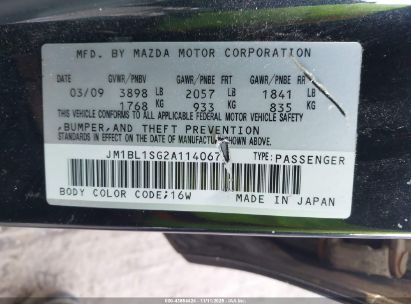 MFD. BY MAZDA MOTOR CORPORATION
DATE GVWR/PNBV GAWR/PNBE FRT GAWR/PNBE RR
03/09 3898 LB 2057 LB 1841 LB
1768 KG 933 KG 835 KG
THIS VEHICLE CONFORMS TO ALL APPLICABLE FEDERAL MOTOR VEHICLE SAFETY
,BUMPER, AND THEFT PREVENTION
STANDARDS IN EFFECT ON THE DATE OF MANUFACTURE SHOWN ABOVE.
JM1BL1SG2A114067 TYPE:PASSENGER
BODY COLOR CODE;16W MADE IN JAPAN